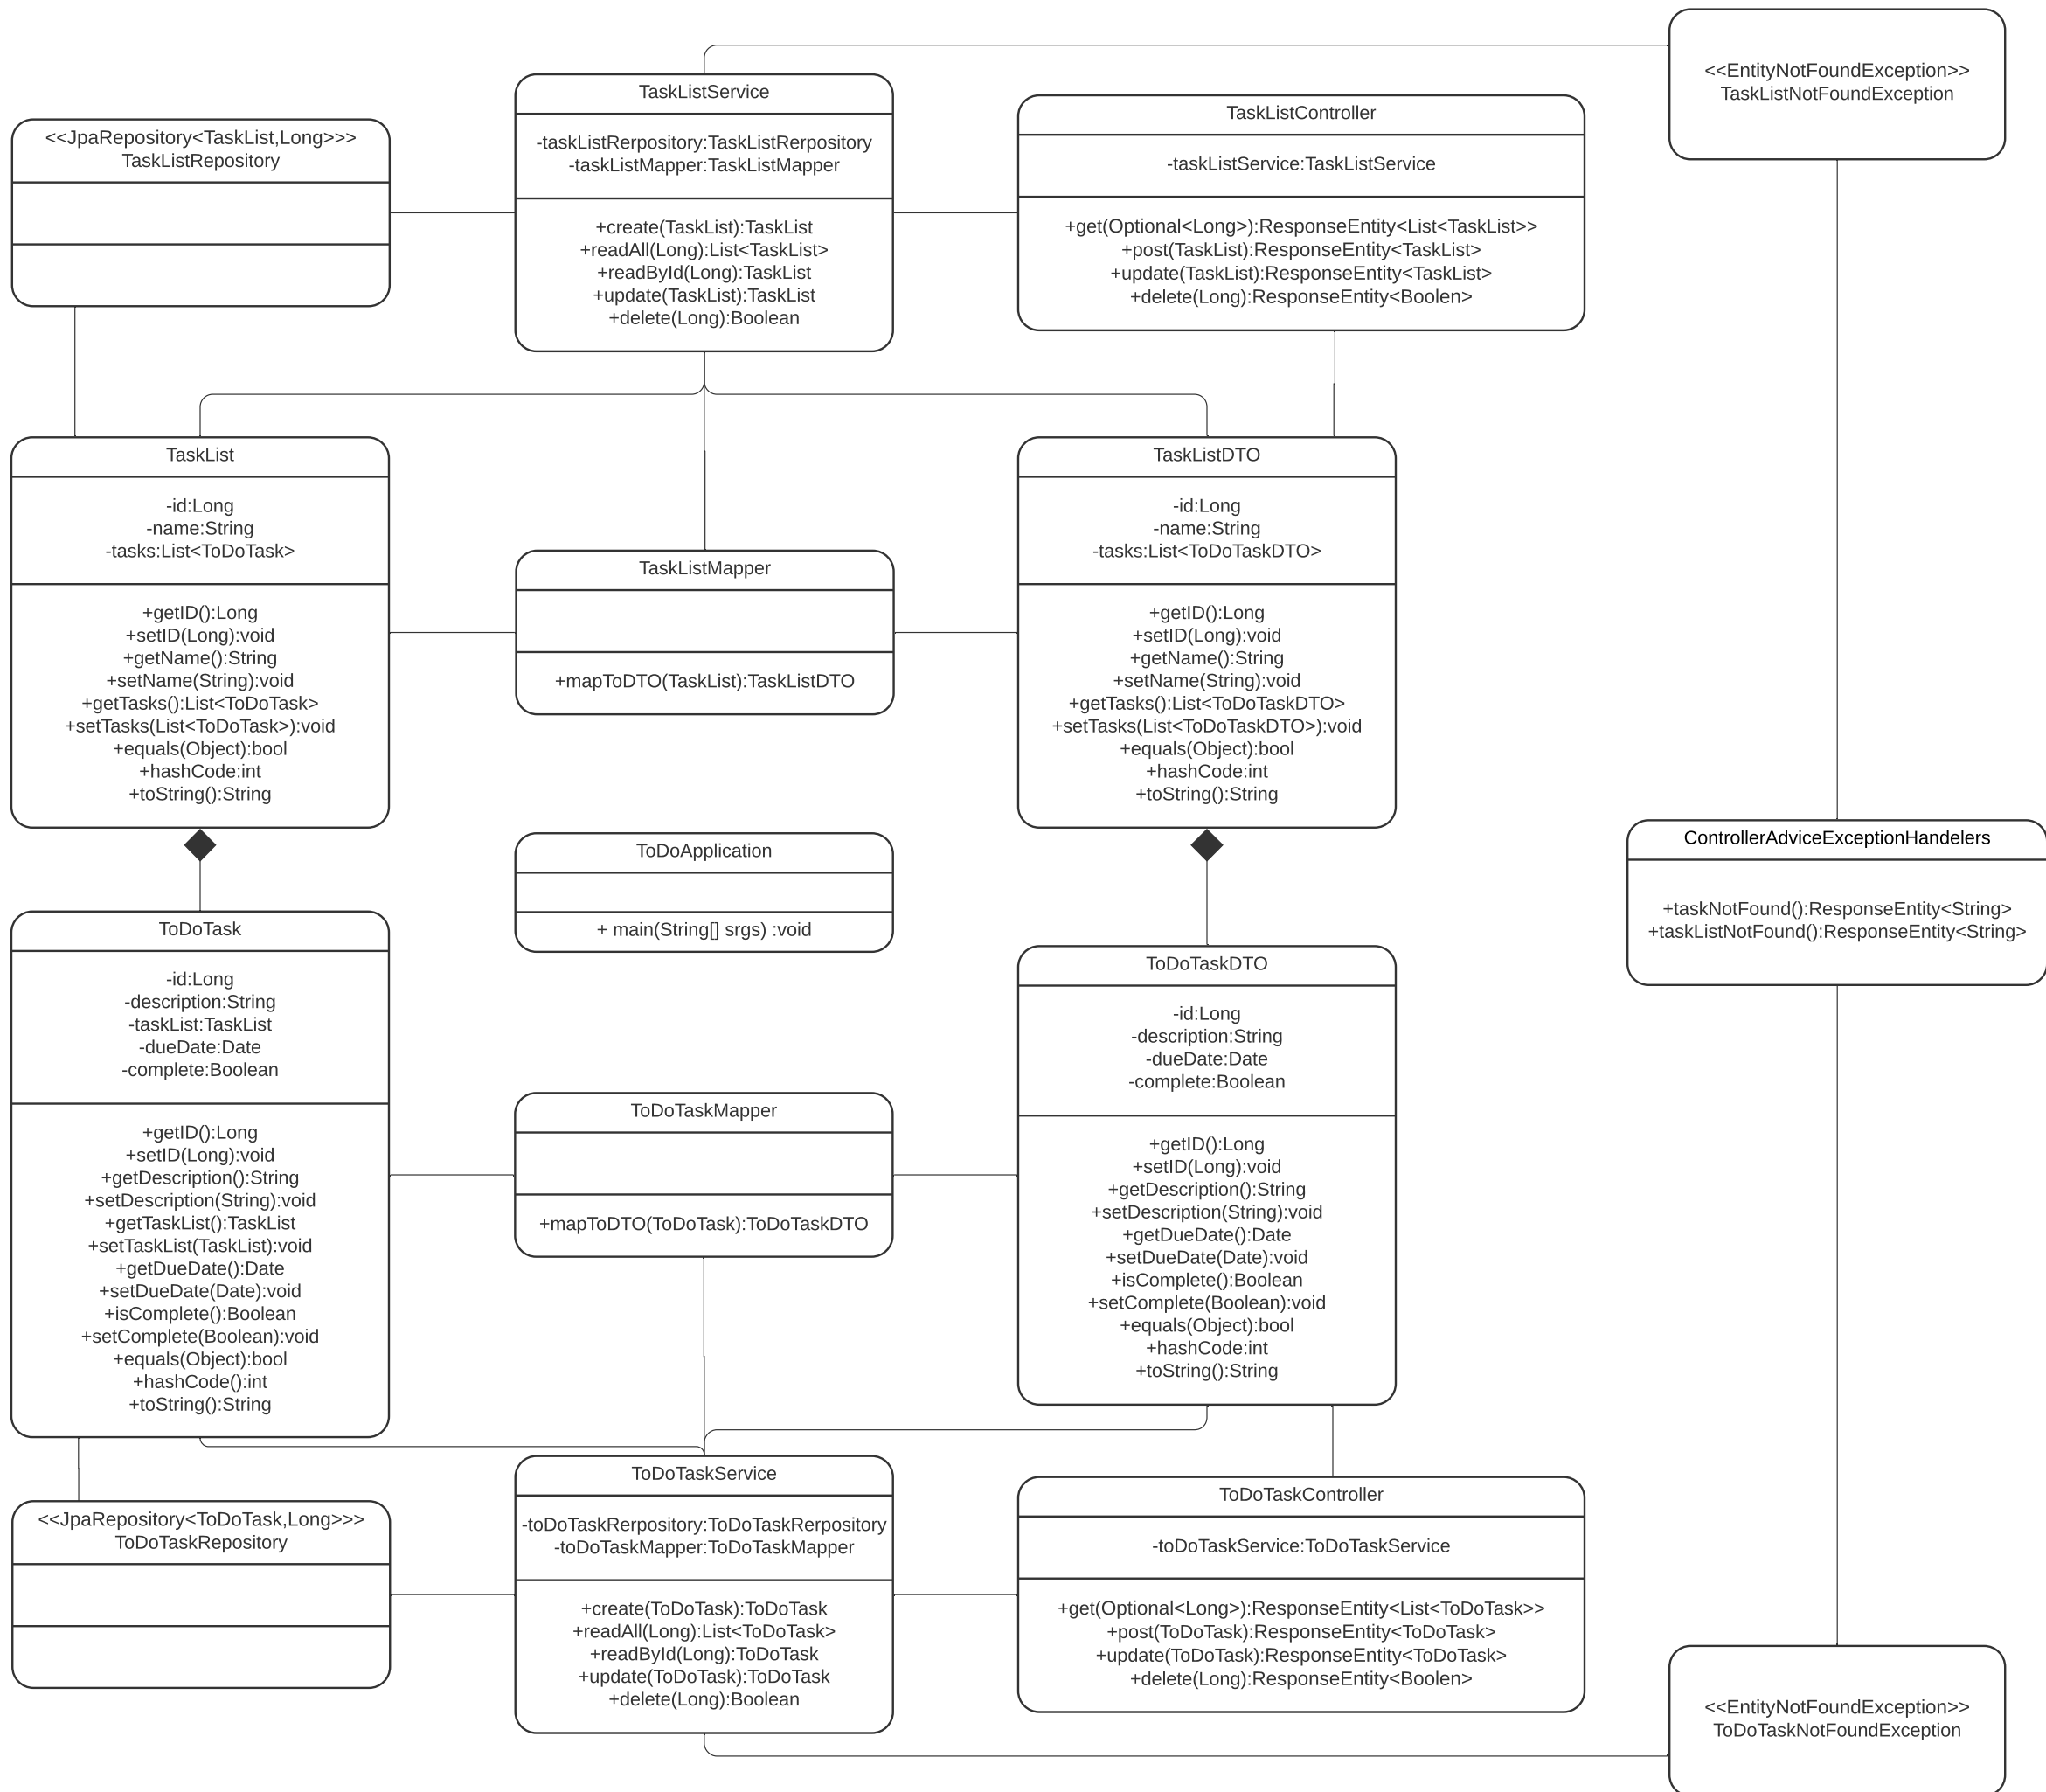 <<EntityNotFoundException>>
TaskListNotFoundException
TaskListService
-taskListRerpository:TaskListRerpository
-taskListMapper:TaskListMapper
+create(TaskList):TaskList
+readAll(Long):List<TaskList>
+readById(Long):TaskList
+update(TaskList):TaskList
+delete(Long):Boolean
TaskListController
-taskListService:TaskListService
+get(Optional<Long>):ResponseEntity<List<TaskList>>
+post(TaskList):ResponseEntity<TaskList>
+update(TaskList):ResponseEntity<TaskList>
+delete(Long):ResponseEntity<Boolen>
<<JpaRepository<TaskList,Long>>>
TaskListRepository
TaskList
-id:Long
-name:String
-tasks:List<ToDoTask>
+getID():Long
+setID(Long):void
+getName():String
+setName(String):void
+getTasks():List<ToDoTask>
+setTasks(List<ToDoTask>):void
+equals(Object):bool
+hashCode:int
+toString():String
TaskListMapper
+mapToDTO(TaskList):TaskListDTO
TaskListDTO
-id:Long
-name:String
-tasks:List<ToDoTaskDTO>
+getID():Long
+setID(Long):void
+getName():String
+setName(String):void
+getTasks():List<ToDoTaskDTO>
+setTasks(List<ToDoTaskDTO>):void
+equals(Object):bool
+hashCode:int
+toString():String
ToDoApplication
+ main(String[] srgs) :void
ControllerAdviceExceptionHandelers
+taskNotFound():ResponseEntity<String>
+taskListNotFound():ResponseEntity<String>
ToDoTask
-id:Long
-description:String
-taskList:TaskList
-dueDate:Date
-complete:Boolean
+getID():Long
+setID(Long):void
+getDescription():String
+setDescription(String):void
+getTaskList():TaskList
+setTaskList(TaskList):void
+getDueDate():Date
+setDueDate(Date):void
+isComplete():Boolean
+setComplete(Boolean):void
+equals(Object):bool
+hashCode():int
+toString():String
ToDoTaskMapper
+mapToDTO(ToDoTask):ToDoTaskDTO
ToDoTaskDTO
-id:Long
-description:String
-dueDate:Date
-complete:Boolean
+getID():Long
+setID(Long):void
+getDescription():String
+setDescription(String):void
+getDueDate():Date
+setDueDate(Date):void
+isComplete():Boolean
+setComplete(Boolean):void
+equals(Object):bool
+hashCode:int
+toString():String
<<JpaRepository<ToDoTask,Long>>>
ToDoTaskRepository
ToDoTaskService
-toDoTaskRerpository:ToDoTaskRerpository
-toDoTaskMapper:ToDoTaskMapper
+create(ToDoTask):ToDoTask
+readAll(Long):List<ToDoTask>
+readById(Long):ToDoTask
+update(ToDoTask):ToDoTask
+delete(Long):Boolean
ToDoTaskController
-toDoTaskService:ToDoTaskService
+get(Optional<Long>):ResponseEntity<List<ToDoTask>>
+post(ToDoTask):ResponseEntity<ToDoTask>
+update(ToDoTask):ResponseEntity<ToDoTask>
+delete(Long):ResponseEntity<Boolen>
<<EntityNotFoundException>>
ToDoTaskNotFoundException